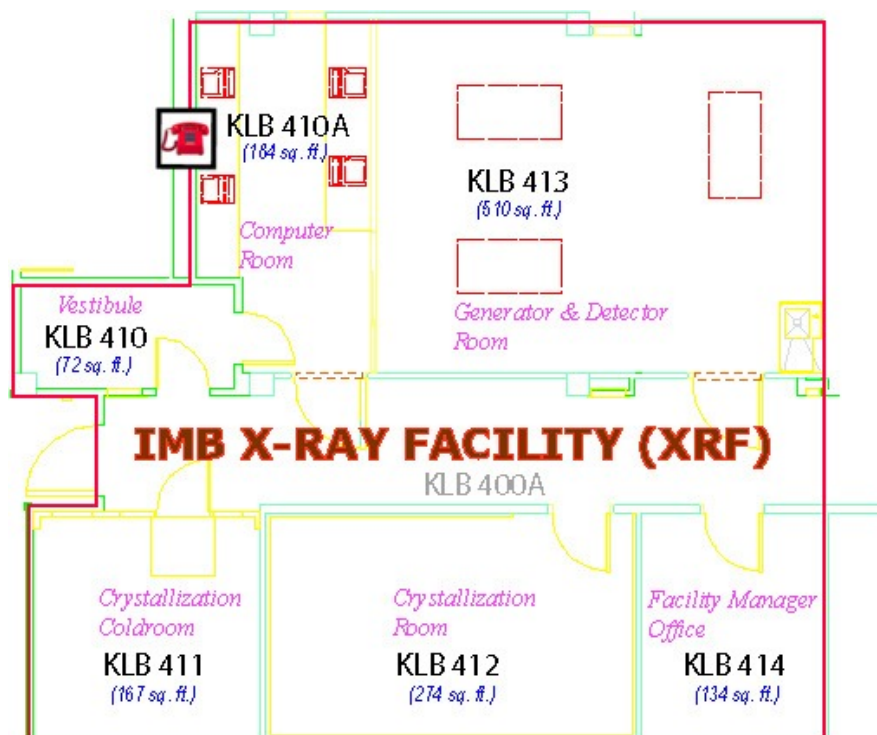 KLB 410A
(184 sq. ft.)
Computer
Room
KLB 413
(510 sq. ft.)
Generator & Detector
Room
Vestibule
KLB 410
(72 sq. ft.)
IMB X-RAY FACILITY (XRF)
KLB 400A
Crystallization
Coldroom
KLB 411
(167 sq. ft.)
Crystallization
Room
KLB 412
(274 sq. ft.)
Facility Manager
Office
KLB 414
(134 sq. ft.)